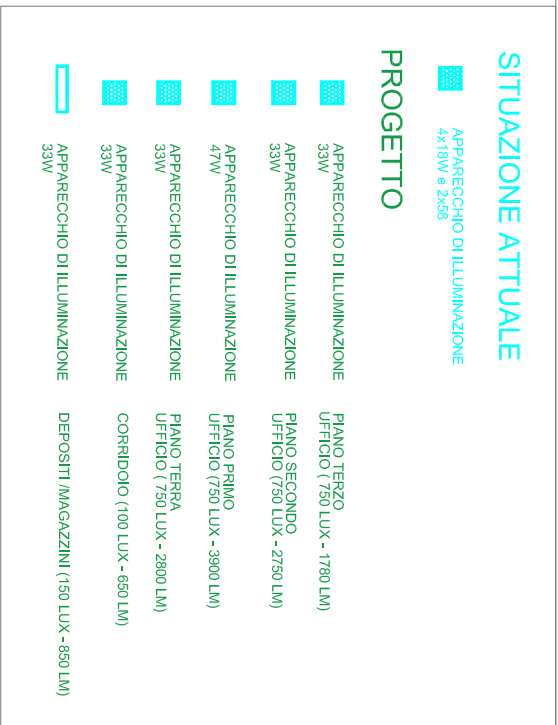 SITUAZIONE ATTUALE
APPARECCHIO DI ILLUMINAZIONE
4x18W e 2x58
PROGETTO
APPARECCHIO DI ILLUMINAZIONE
33W
PIANO TERZO
UFFICIO ( 750 LUX - 1780 LM)
APPARECCHIO DI ILLUMINAZIONE
33W
PIANO SECONDO
UFFICIO (750 LUX - 2750 LM)
APPARECCHIO DI ILLUMINAZIONE
47W
PIANO PRIMO
UFFICIO (750 LUX - 3900 LM)
APPARECCHIO DI ILLUMINAZIONE
33W
PIANO TERRA
UFFICIO ( 750 LUX - 2800 LM)
APPARECCHIO DI ILLUMINAZIONE
33W
CORRIDOIO (100 LUX - 650 LM)
APPARECCHIO DI ILLUMINAZIONE
33W
DEPOSITI /MAGAZZINI (150 LUX - 850 LM)